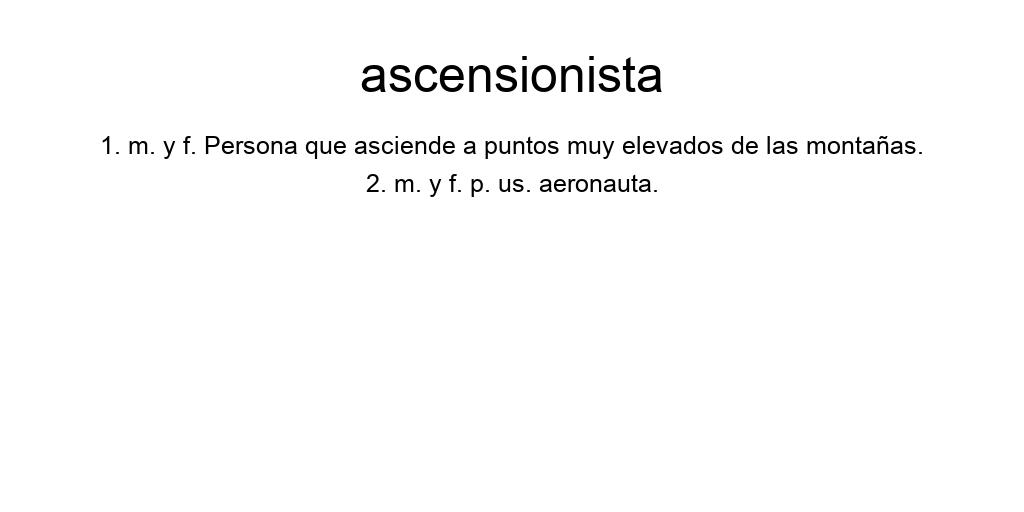 ascensionista
1. m. y f. Persona que asciende a puntos muy elevados de las montañas.
2. m. y f. p. us. aeronauta.